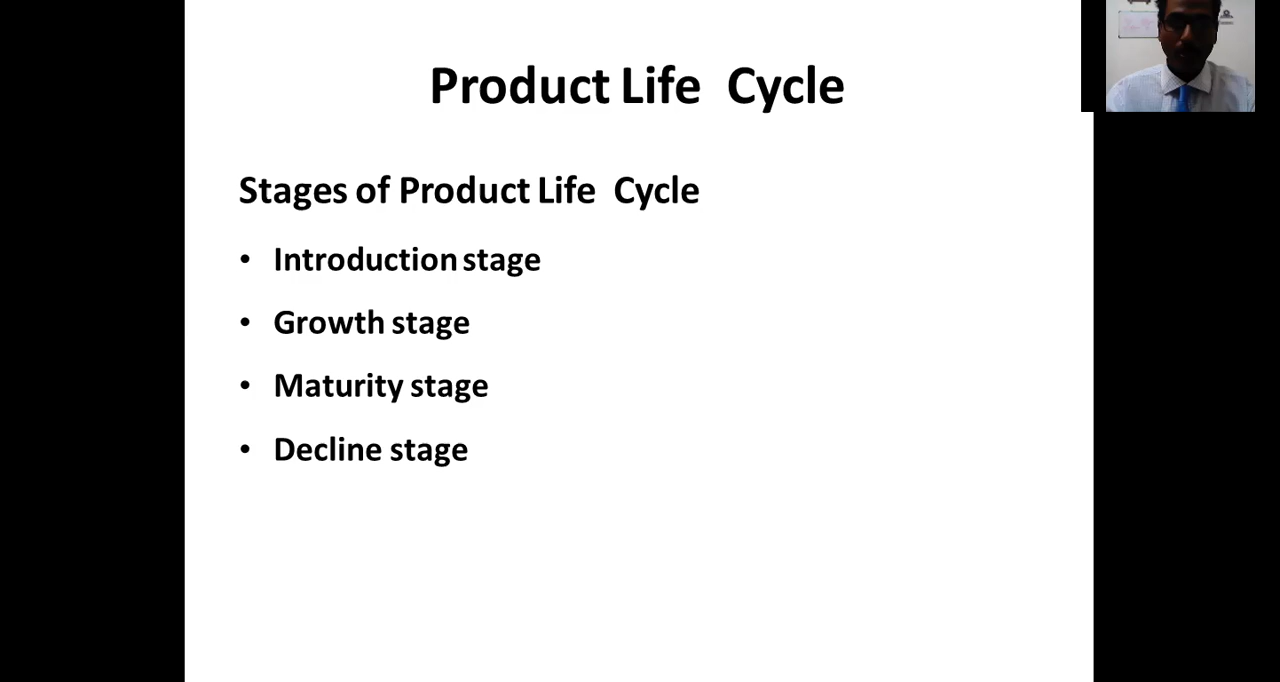 Product Life Cycle
Stages of Product Life Cycle
• Introduction stage
• Growth stage
• Maturity stage
• Decline stage